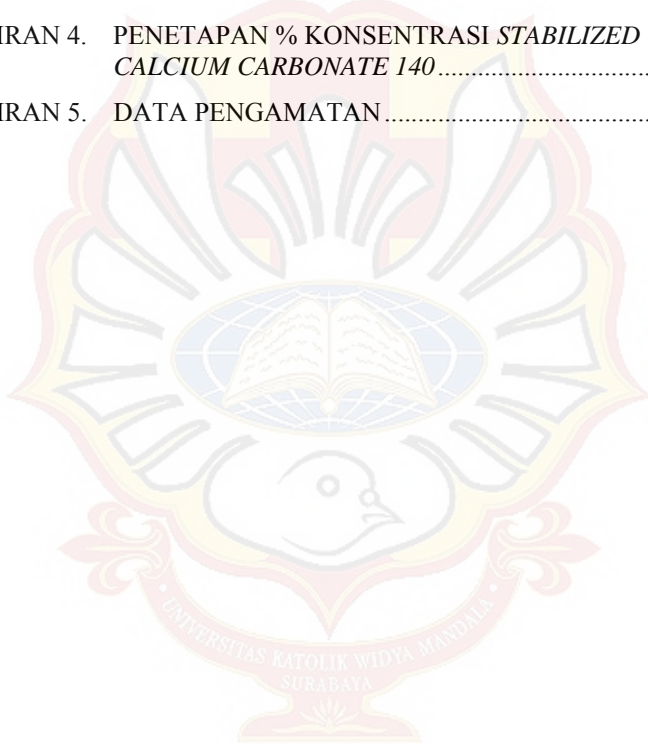 IRAN 4. PENETAPAN % KONSENTRASI STABILIZED
CALCIUM CARBONATE 140..............................
IRAN 5. DATA PENGAMATAN......................................
UNIVERSITAS KATOLIK WIDYA MANDALA
SURABAYA